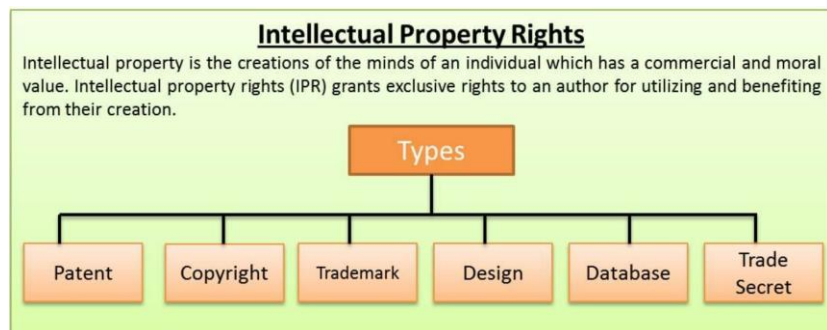 Intellectual Property Rights
Intellectual property is the creations of the minds of an individual which has a commercial and moral
value. Intellectual property rights (IPR) grants exclusive rights to an author for utilizing and benefiting
from their creation.
Types
Patent
Copyright
Trademark
Design
Database
Trade
Secret